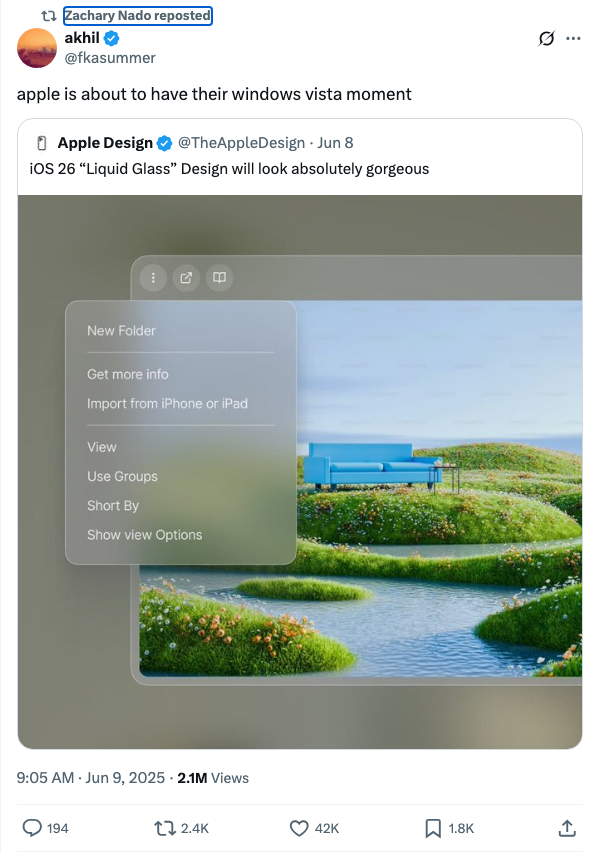 Zachary Nado reposted
akhil
@fkasummer
apple is about to have their windows vista moment
Apple Design @TheAppleDesign · Jun 8
iOS 26 “Liquid Glass” Design will look absolutely gorgeous
New Folder
Get more info
Import from iPhone or iPad
View
Use Groups
Short By
Show view Options
9:05 AM · Jun 9, 2025 · 2.1M Views
194 2.4K 42K 1.8K